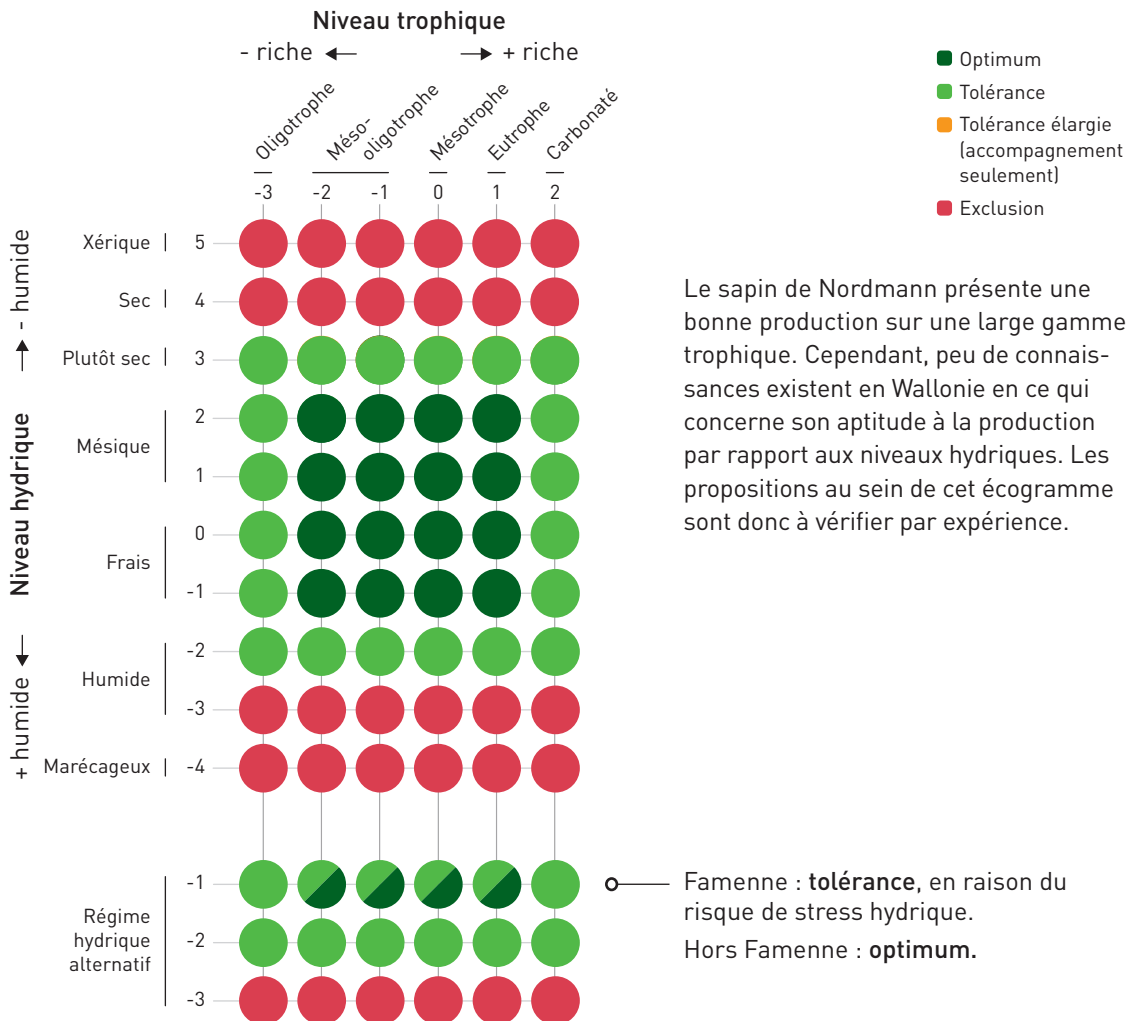 Niveau trophique
- riche ← → + riche
Oligotrophe
Méso-
oligotrophe
Mésotrophe
Eutrophe
Carbonaté
-3 -2 -1 0 1 2
Optimum
Tolérance
Tolérance élargie
(accompagnement
seulement)
Exclusion
Niveau hydrique
→ - humide
+ humide ←
Xérique 5
Sec 4
Plutôt sec 3
2
Mésique
1
0
Frais
-1
-2
Humide
-3
Marécageux -4
Le sapin de Nordmann présente une
bonne production sur une large gamme
trophique. Cependant, peu de connais-
sances existent en Wallonie en ce qui
concerne son aptitude à la production
par rapport aux niveaux hydriques. Les
propositions au sein de cet écogramme
sont donc à vérifier par expérience.
-1
Régime
hydrique
alternatif
-2
-3
Famenne : tolérance, en raison du
risque de stress hydrique.
Hors Famenne : optimum.